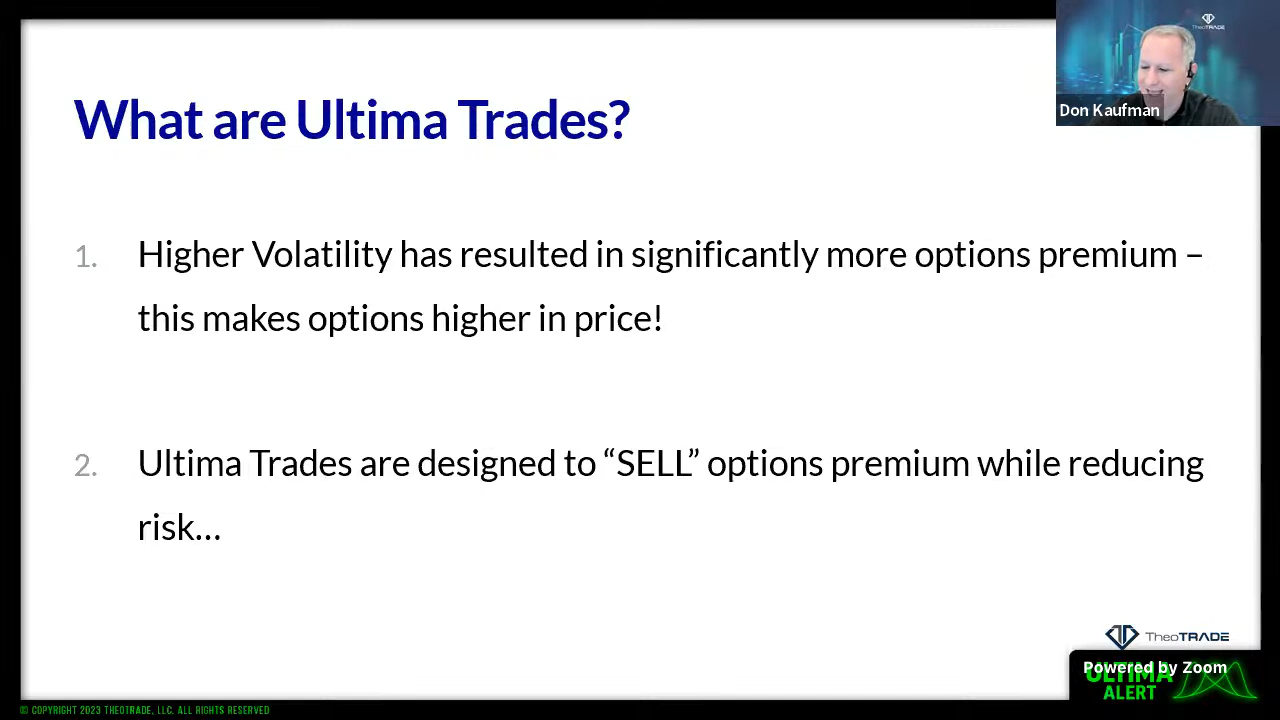 TheoTRADE
Don Kaufman
What are Ultima Trades?
1. Higher Volatility has resulted in significantly more options premium –
this makes options higher in price!
2. Ultima Trades are designed to “SELL” options premium while reducing
risk...
TheoTRADE
Powered by Zoom
ULTIMA
ALERT
© COPYRIGHT 2023 THEOTRADE, LLC. ALL RIGHTS RESERVED